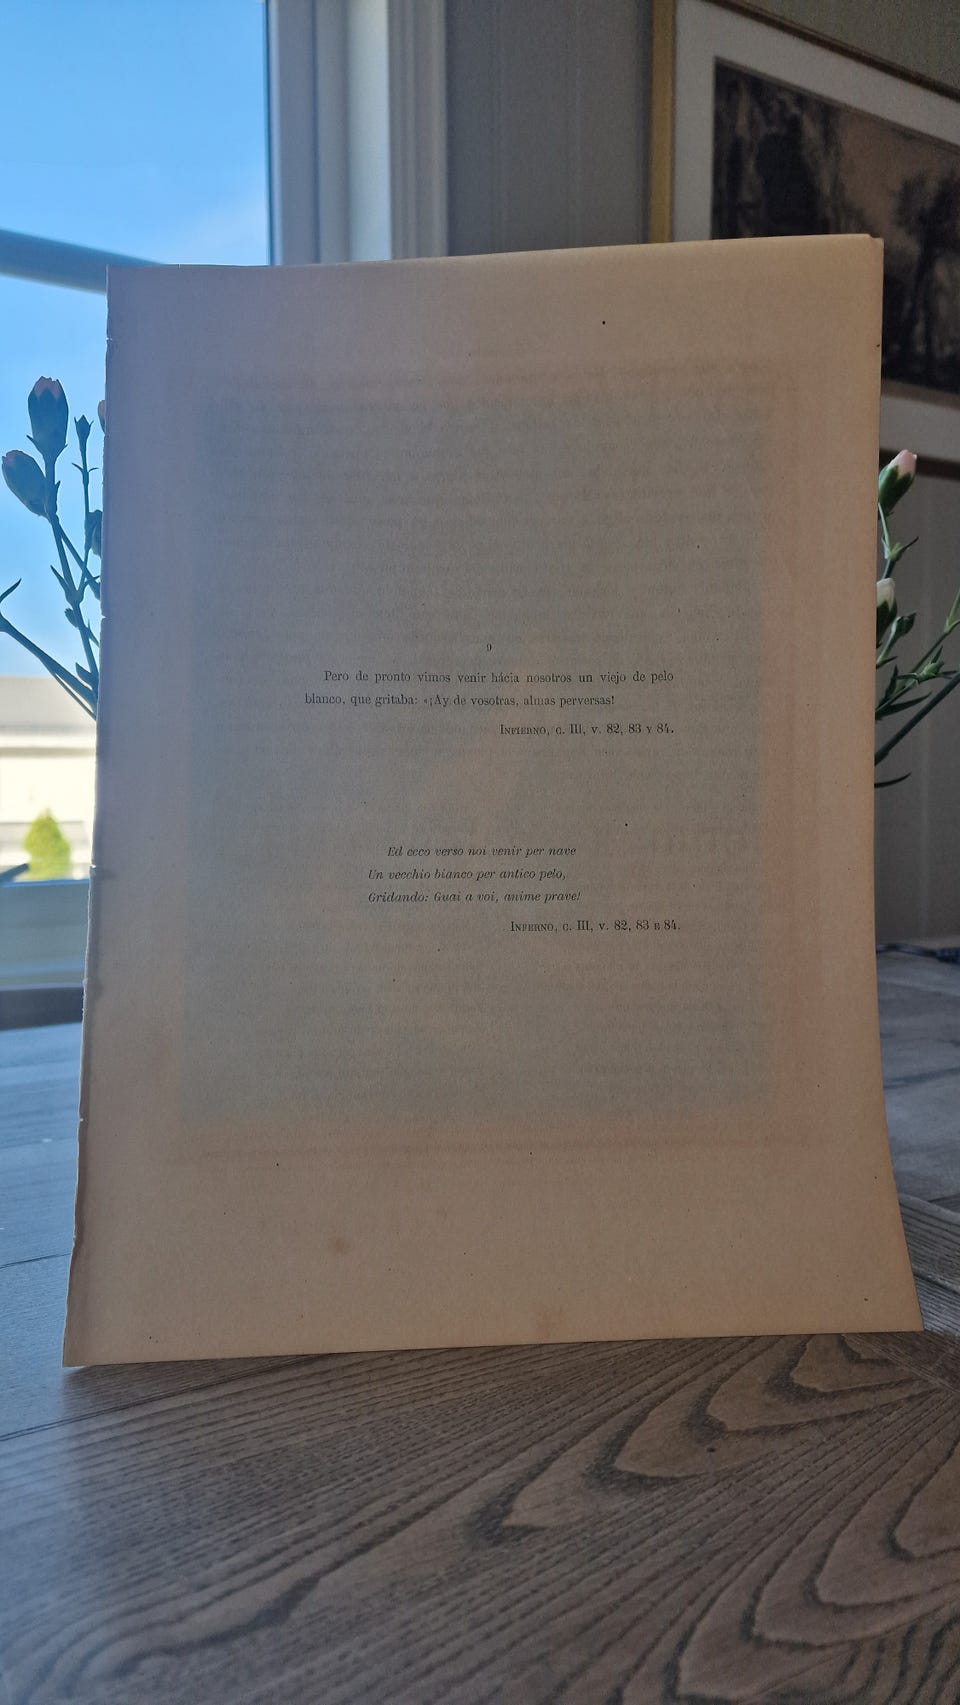 9
Pero de pronto vimos venir hácia nosotros un viejo de pelo
blanco, que gritaba: «¡Ay de vosotras, almas perversas!
Infierno, c. III, v. 82, 83 y 84.
Ed ecco verso noi venir per nave
Un vecchio bianco per antico pelo,
Gridando: Guai a voi, anime prave!
Inferno, c. III, v. 82, 83 e 84.